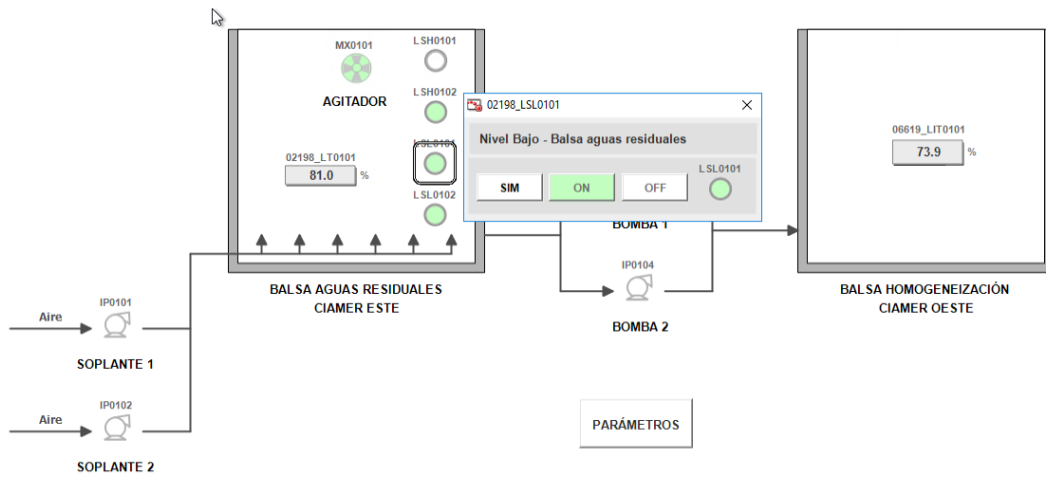 MX0101
AGITADOR
LSH0101
LSH0102
LSL0101
LSL0102
02198_LT0101
81.0 %
02198_LSL0101
Nivel Bajo - Balsa aguas residuales
SIM
ON
OFF
LSL0101
06619_LIT0101
73.9 %
BOMBA 1
IP0104
BOMBA 2
BALSA AGUAS RESIDUALES
CIAMER ESTE
BALSA HOMOGENEIZACIÓN
CIAMER OESTE
Aire
IP0101
SOPLANTE 1
Aire
IP0102
SOPLANTE 2
PARÁMETROS